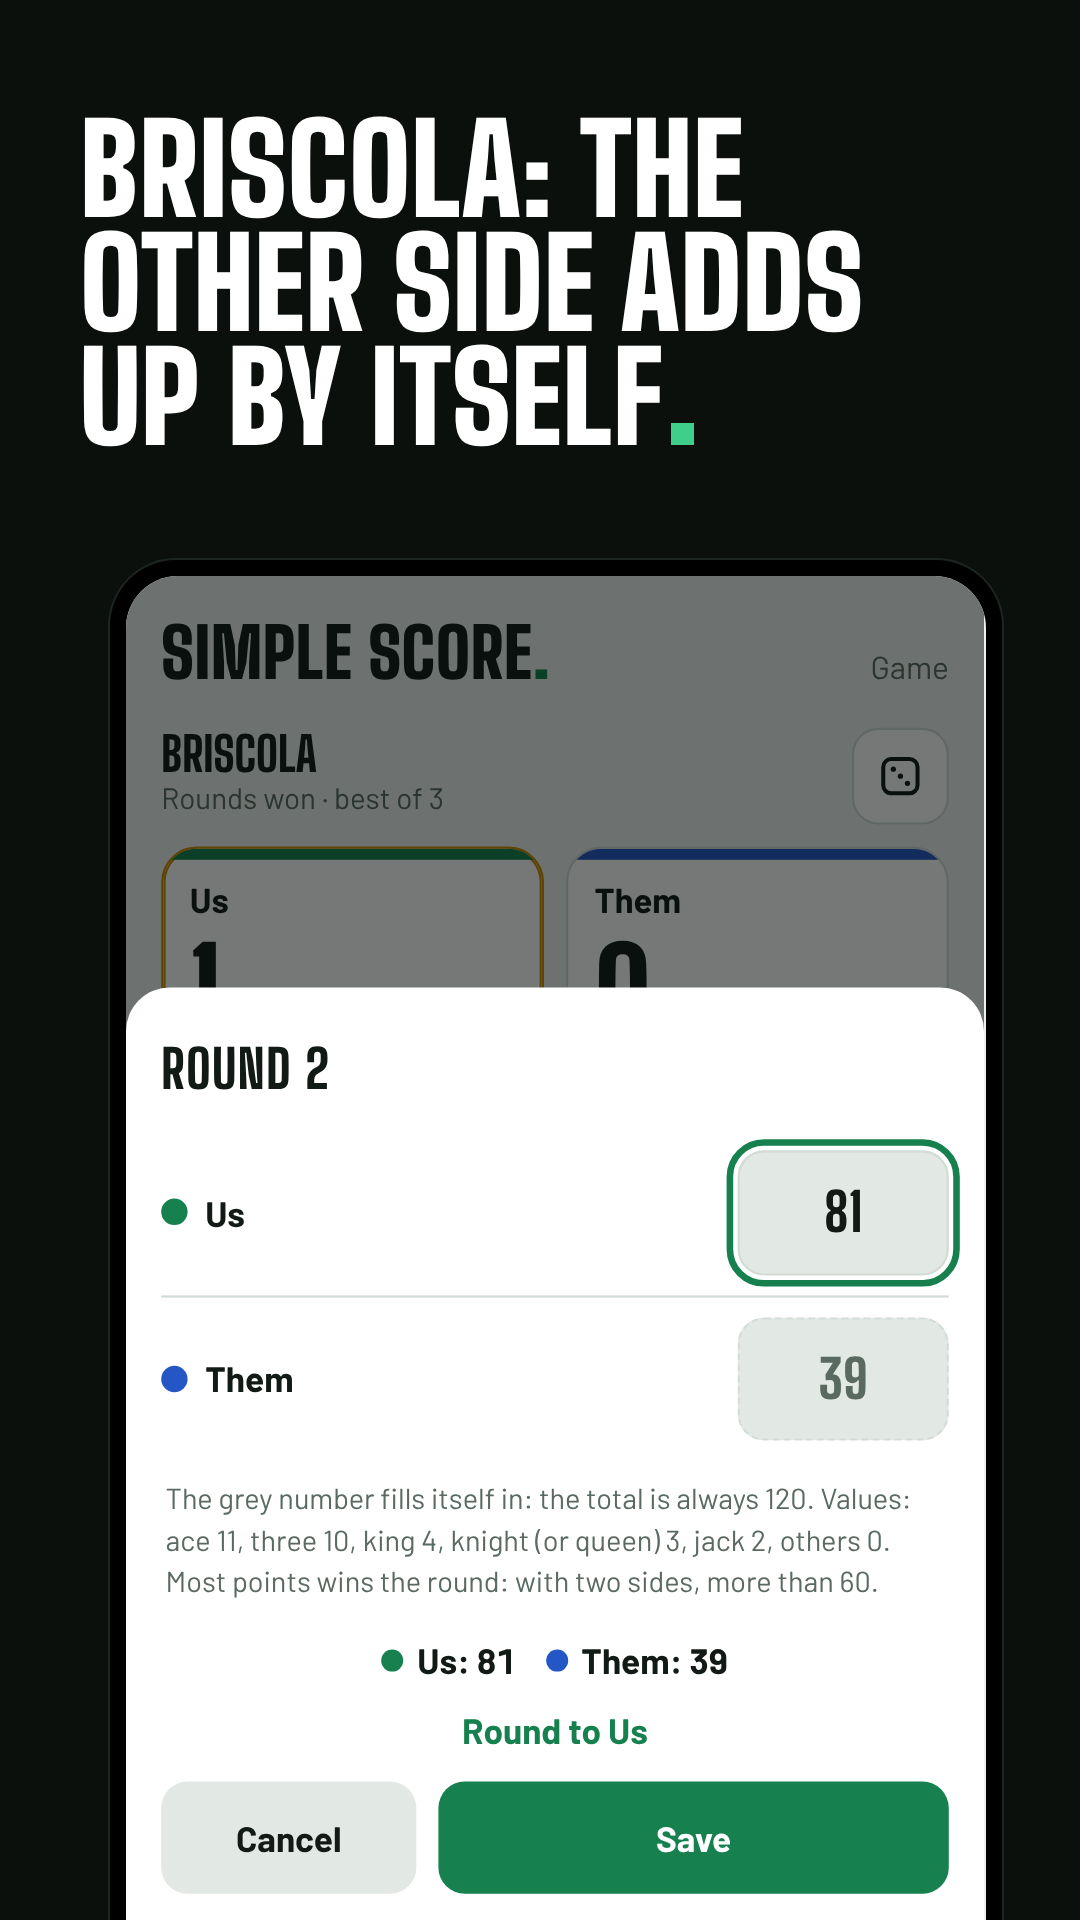 BRISCOLA: THE
OTHER SIDE ADDS
UP BY ITSELF.
SIMPLE SCORE.
Game
BRISCOLA
Rounds won · best of 3
Us
Them
1
0
ROUND 2
Us
81
Them
39
The grey number fills itself in: the total is always 120. Values:
ace 11, three 10, king 4, knight (or queen) 3, jack 2, others 0.
Most points wins the round: with two sides, more than 60.
Us: 81 Them: 39
Round to Us
Cancel
Save